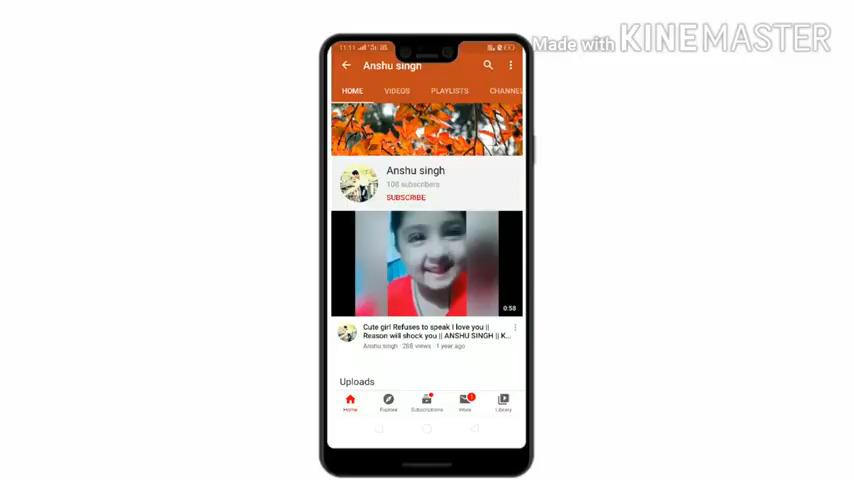 Made with KINEMASTER
11:11
Anshu singh
HOME VIDEOS PLAYLISTS CHANNEL
Anshu singh
108 subscribers
SUBSCRIBE
0:58
Cute girl Refuses to speak I love you ||
Reason will shock you || ANSHU SINGH || K...
Anshu singh · 288 views · 1 year ago
Uploads
1
Home Explore Subscriptions Library